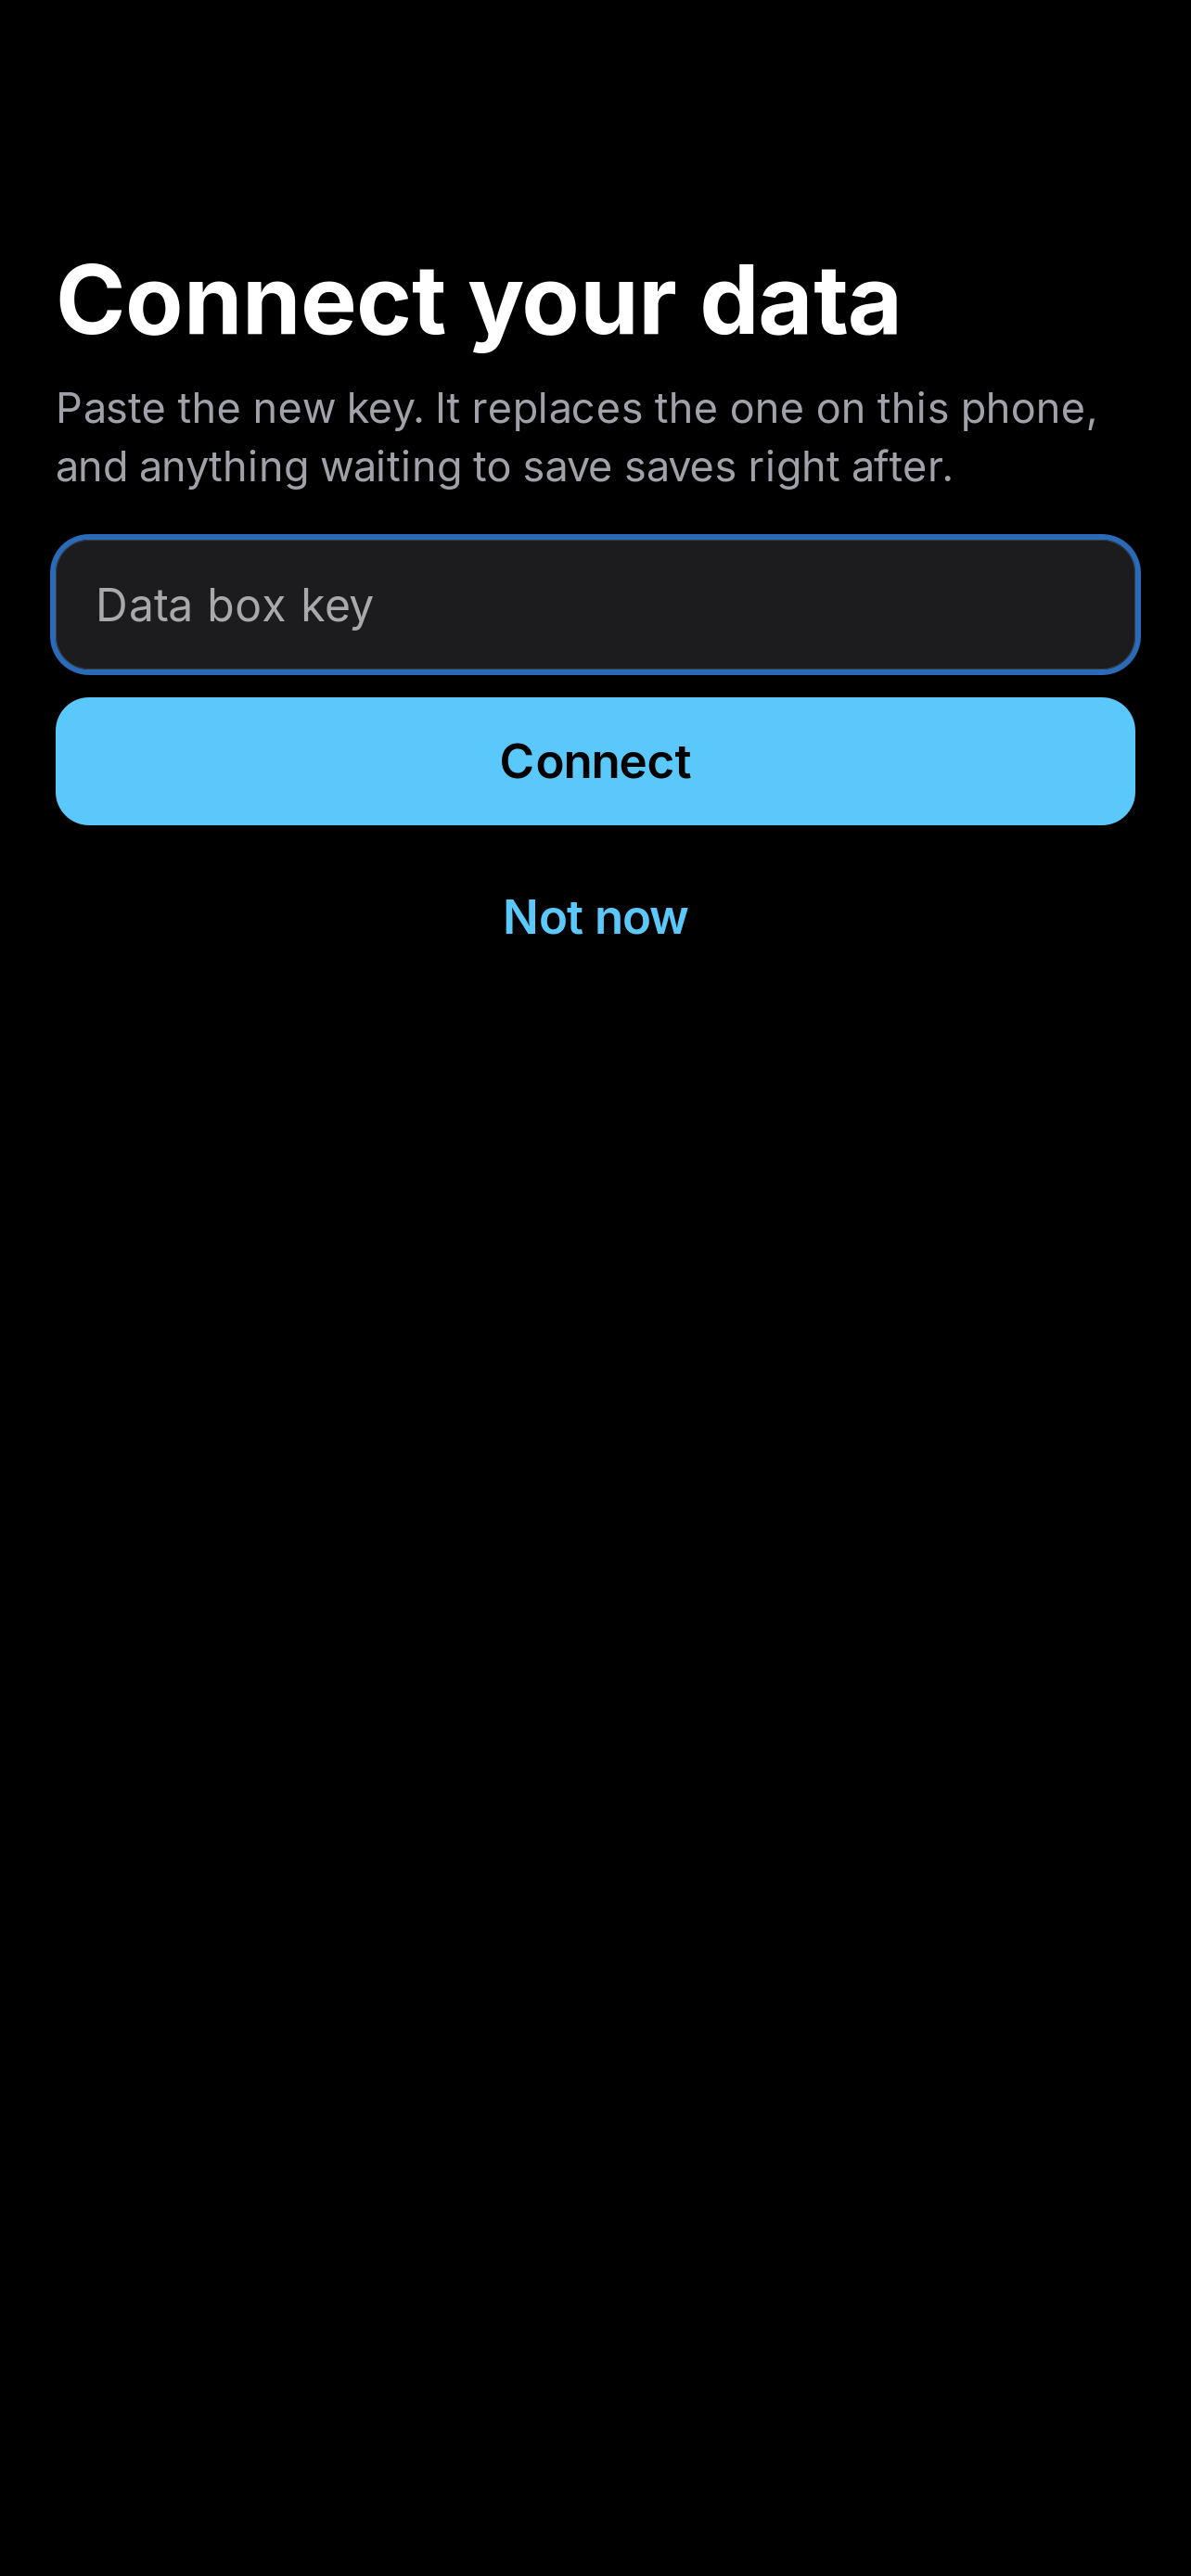 Connect your data
Paste the new key. It replaces the one on this phone,
and anything waiting to save saves right after.
Data box key
Connect
Not now